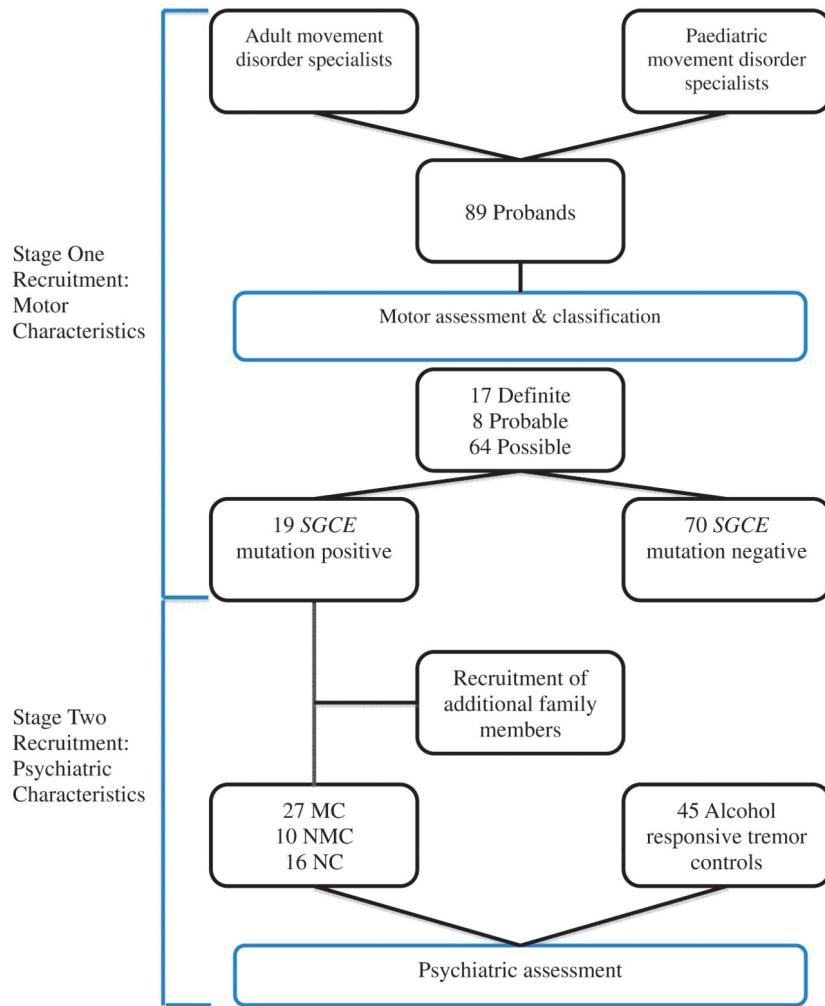 Adult movement
disorder specialists
Paediatric
movement disorder
specialists
89 Probands
Stage One
Recruitment:
Motor
Characteristics
Motor assessment & classification
17 Definite
8 Probable
64 Possible
19 SGCE
mutation positive
70 SGCE
mutation negative
Recruitment of
additional family
members
Stage Two
Recruitment:
Psychiatric
Characteristics
27 MC
10 NMC
16 NC
45 Alcohol
responsive tremor
controls
Psychiatric assessment